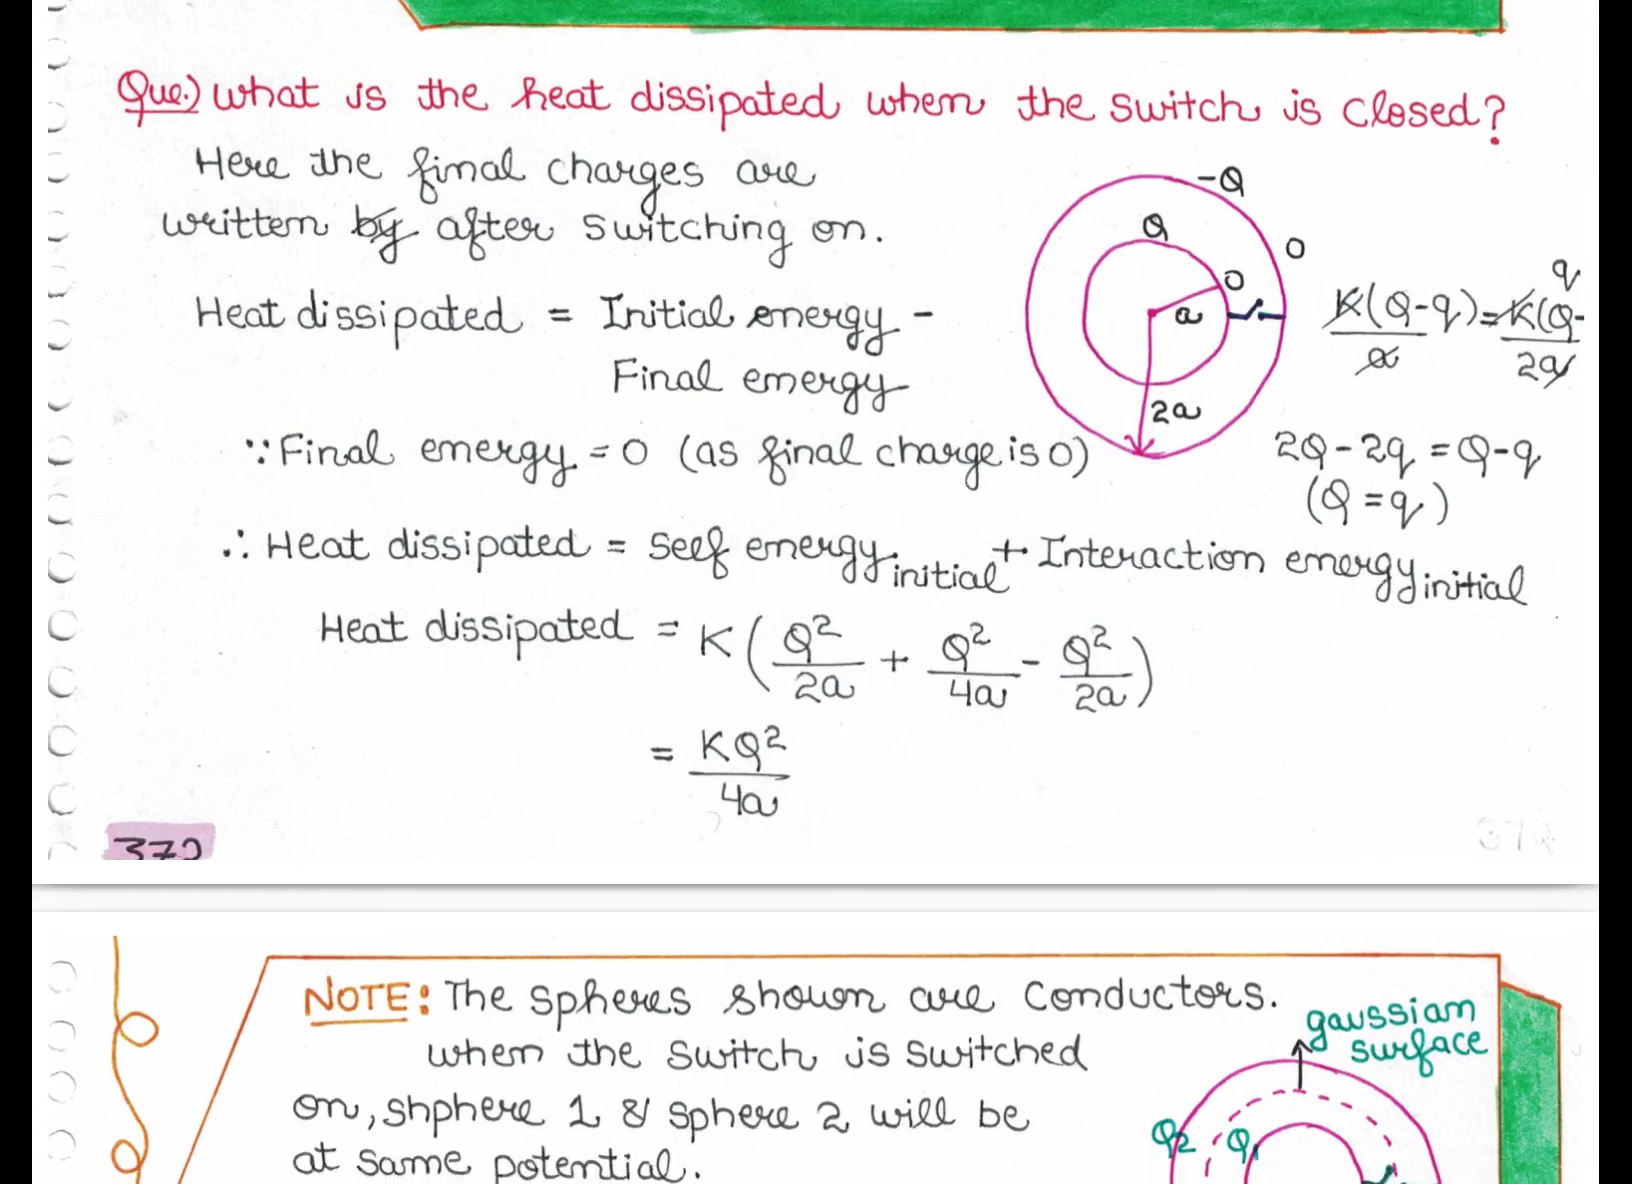 Que.) What is the heat dissipated when the switch is closed?
Here the final charges are
written by after switching on.
-Q
Q
0
0
a
2a
Heat dissipated = Initial energy -
Final energy
K(Q-q)/a = K(Q-q)/2a
∵ Final energy = 0 (as final charge is 0)
2Q - 2q = Q - q
(Q = q)
∴ Heat dissipated = Self energy initial + Interaction energy initial
Heat dissipated = K(Q²/2a + Q²/4a - Q²/2a)
= KQ²/4a
372
372
NOTE: The spheres shown are conductors.
When the switch is switched
on, shphere 1 & sphere 2 will be
at same potential.
gaussian
surface
Q2
Q1